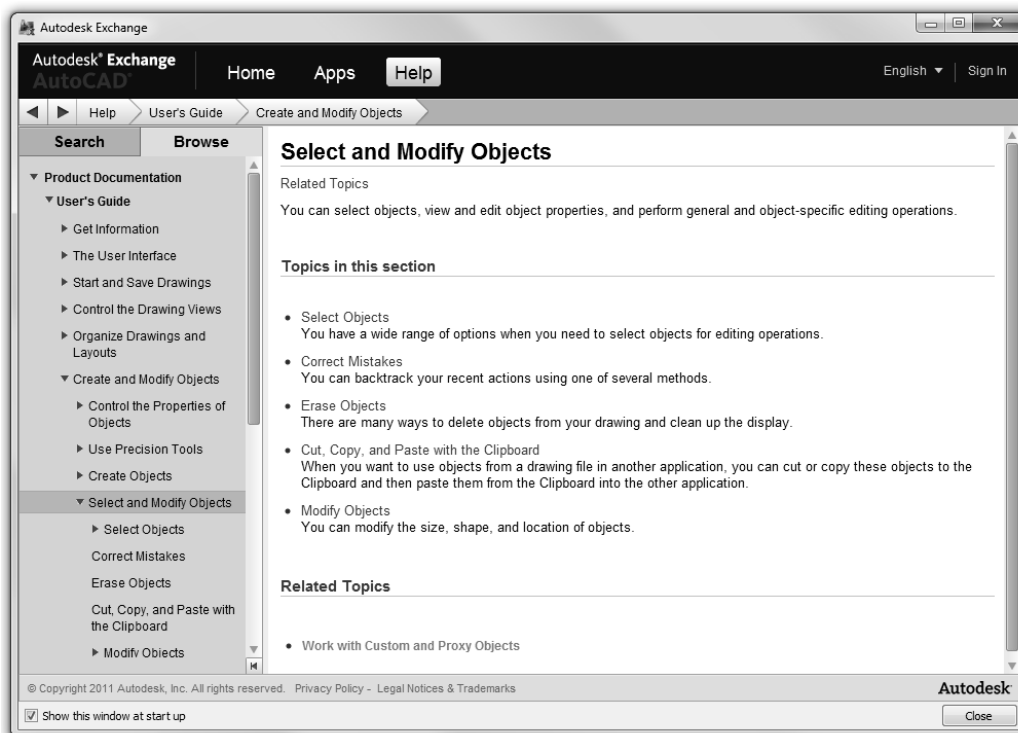 Autodesk Exchange
Autodesk® Exchange
AutoCAD®
Home Apps Help
English Sign In
Help User's Guide Create and Modify Objects
Search Browse
Product Documentation
User's Guide
Get Information
The User Interface
Start and Save Drawings
Control the Drawing Views
Organize Drawings and
Layouts
Create and Modify Objects
Control the Properties of
Objects
Use Precision Tools
Create Objects
Select and Modify Objects
Select Objects
Correct Mistakes
Erase Objects
Cut, Copy, and Paste with
the Clipboard
Modify Objects
Select and Modify Objects
Related Topics
You can select objects, view and edit object properties, and perform general and object-specific editing operations.
Topics in this section
• Select Objects
You have a wide range of options when you need to select objects for editing operations.
• Correct Mistakes
You can backtrack your recent actions using one of several methods.
• Erase Objects
There are many ways to delete objects from your drawing and clean up the display.
• Cut, Copy, and Paste with the Clipboard
When you want to use objects from a drawing file in another application, you can cut or copy these objects to the
Clipboard and then paste them from the Clipboard into the other application.
• Modify Objects
You can modify the size, shape, and location of objects.
Related Topics
• Work with Custom and Proxy Objects
© Copyright 2011 Autodesk, Inc. All rights reserved. Privacy Policy - Legal Notices & Trademarks
Autodesk
Show this window at start up
Close